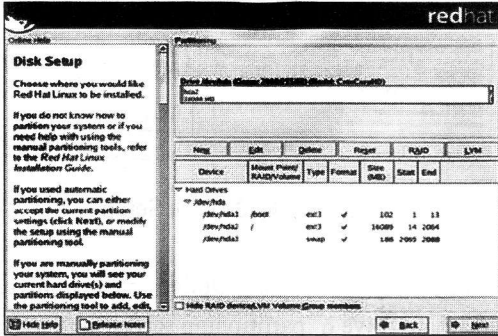 redhat
Online Help
Partitioning
Disk Setup
Choose where you would like
Red Hat Linux to be installed.
If you do not know how to
partition your system or if you
need help with using the
manual partitioning tools, refer
to the Red Hat Linux
Installation Guide.
If you used automatic
partitioning, you can either
accept the current partition
settings (click Next), or modify
the setup using the manual
partitioning tool.
If you are manually partitioning
your system, you will see your
current hard drive(s) and
partitions displayed below. Use
the partitioning tool to add, edit,
Drive /dev/hda
hda2
New Edit Delete Reset RAID LVM
Device Mount Point/ RAID/Volume Type Format Size (MB) Start End
Hard Drives
/dev/hda
/dev/hda1 /boot ext3 ✓ 102 1 13
/dev/hda2 / ext3 ✓ 14 2064
/dev/hda3 swap ✓ 2065 2088
Hide RAID device/LVM Volume Group members
Hide Help Release Notes Back Next